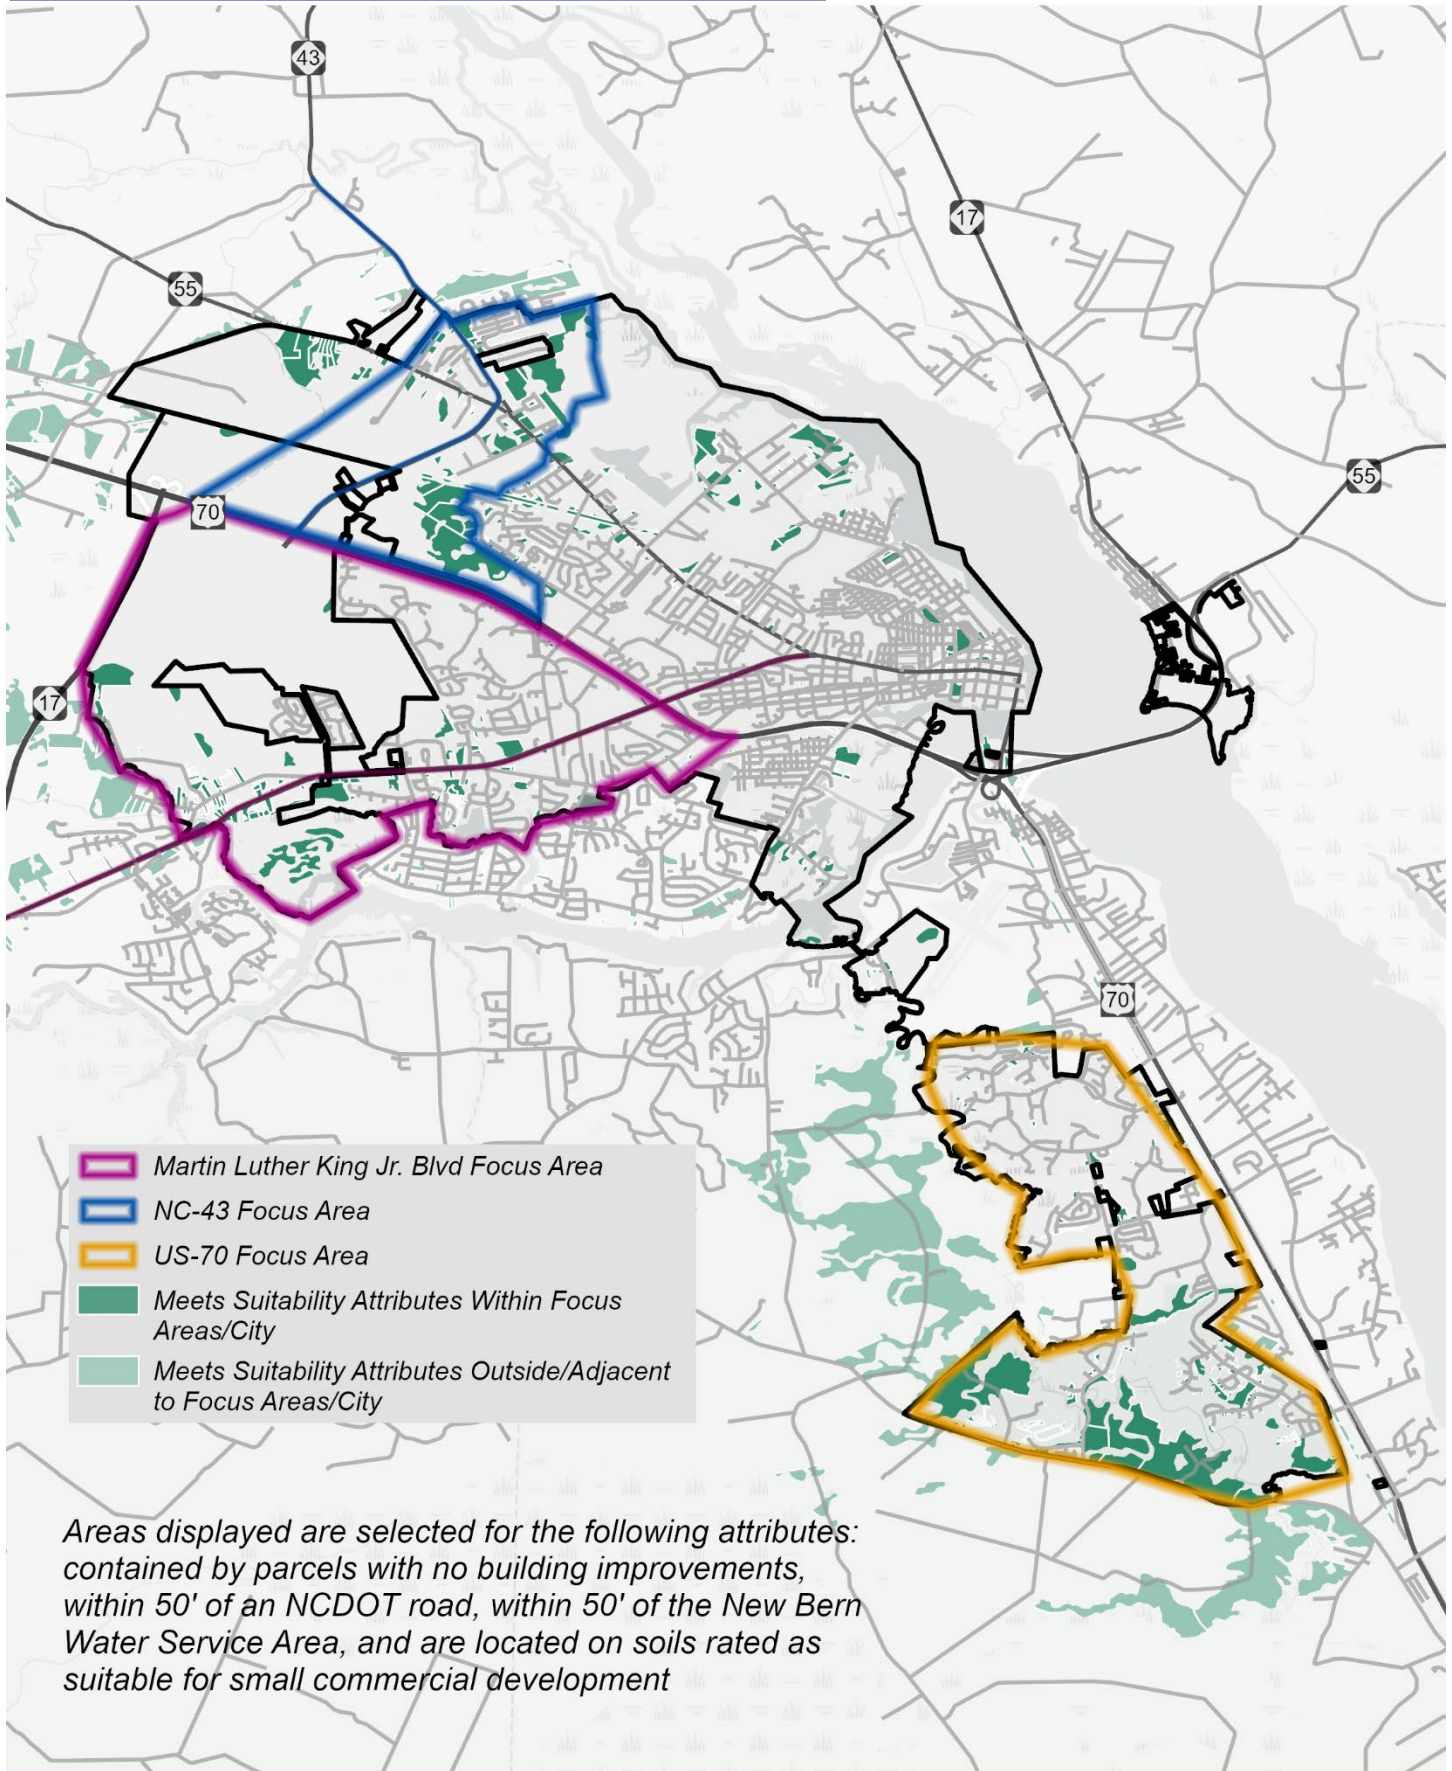 43
17
55
55
70
17
70
Martin Luther King Jr. Blvd Focus Area
NC-43 Focus Area
US-70 Focus Area
Meets Suitability Attributes Within Focus
Areas/City
Meets Suitability Attributes Outside/Adjacent
to Focus Areas/City
Areas displayed are selected for the following attributes:
contained by parcels with no building improvements,
within 50' of an NCDOT road, within 50' of the New Bern
Water Service Area, and are located on soils rated as
suitable for small commercial development